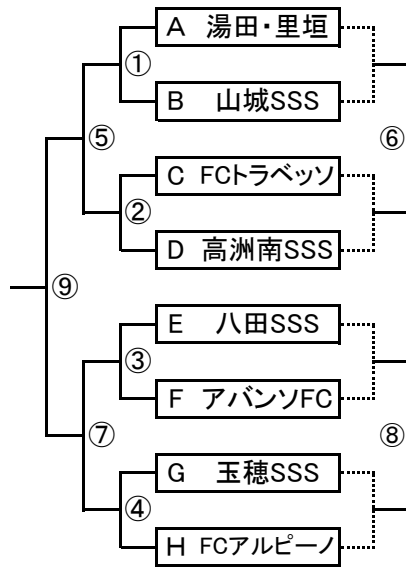 A 湯田・里垣
①
B 山城SSS
⑤
⑥
C FCトラベッソ
②
D 高洲南SSS
⑨
E 八田SSS
③
F アバンソFC
⑦
⑧
G 玉穂SSS
④
H FCアルピーノ